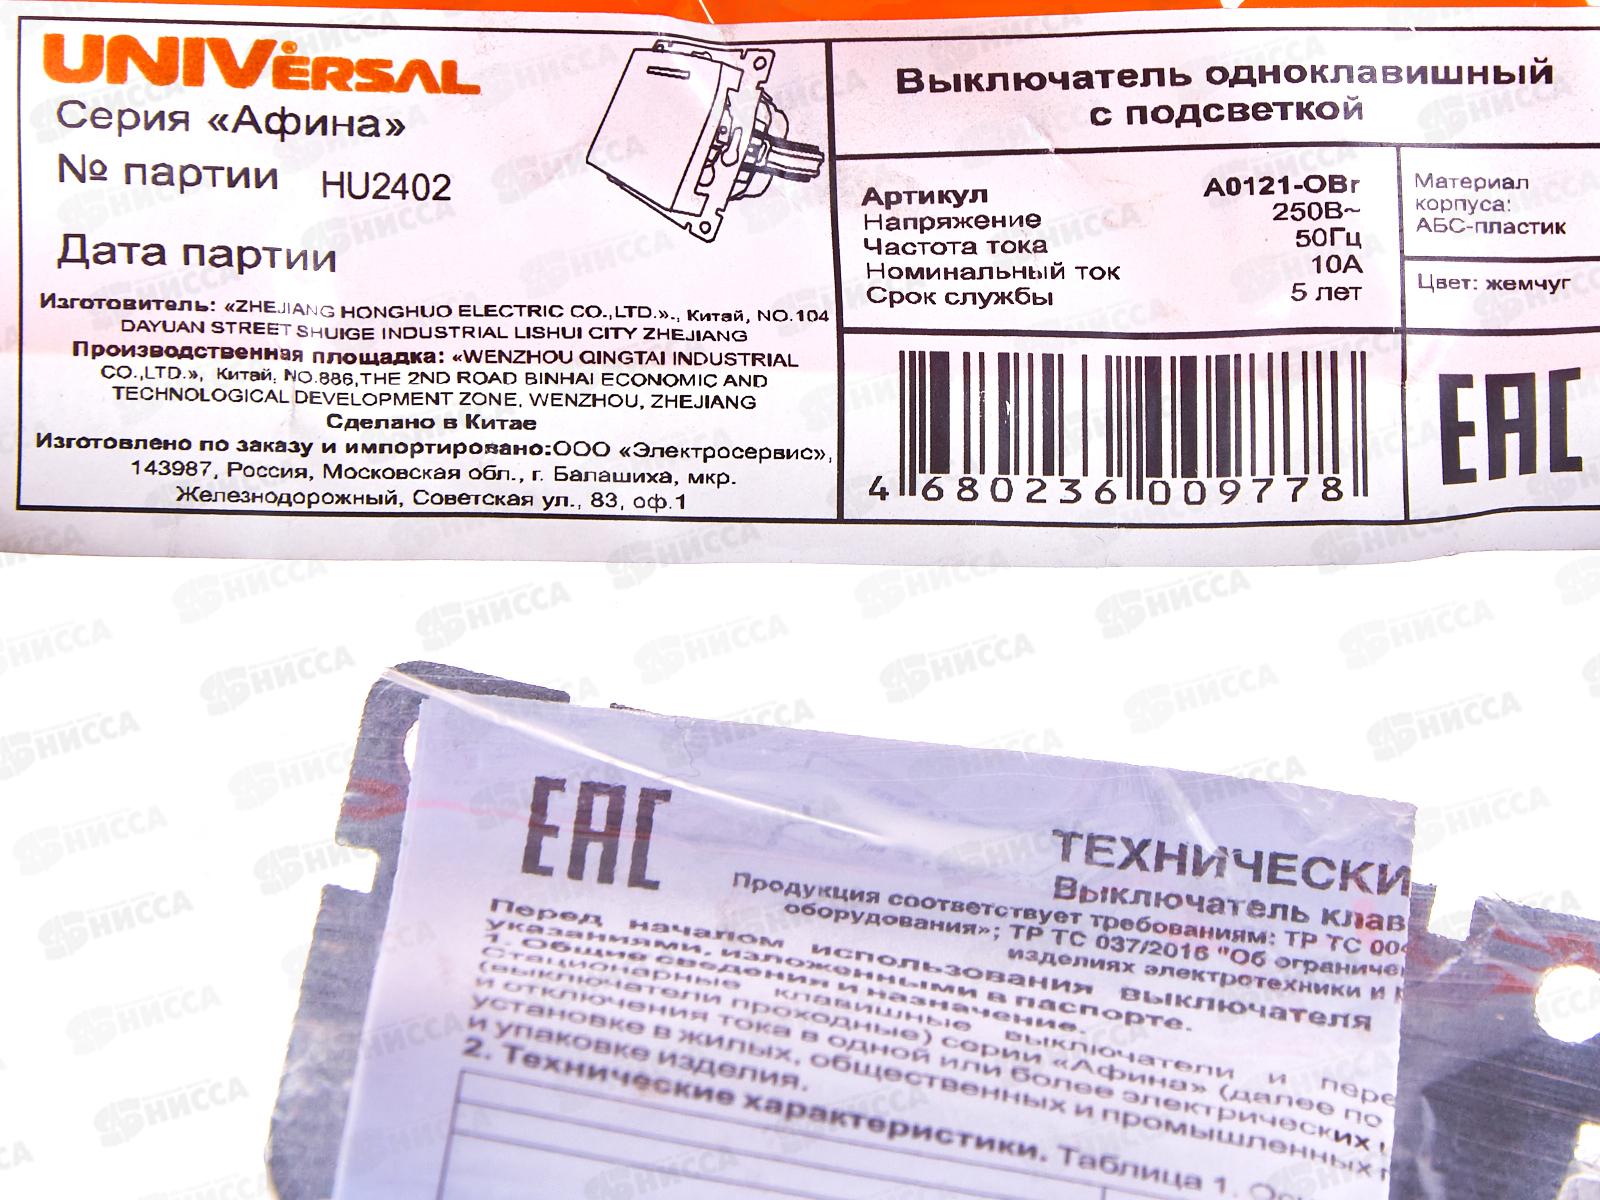 UNIVERSAL
Серия «Афина»
№ партии HU2402
Дата партии
Изготовитель: «ZHEJIANG HONGHUO ELECTRIC CO.,LTD.»., Китай, NO.104
DAYUAN STREET SHUIGE INDUSTRIAL LISHUI CITY ZHEJIANG
Производственная площадка: «WENZHOU QINGTAI INDUSTRIAL
CO.,LTD.», Китай, NO.886,THE 2ND ROAD BINHAI ECONOMIC AND
TECHNOLOGICAL DEVELOPMENT ZONE, WENZHOU, ZHEJIANG
Сделано в Китае
Изготовлено по заказу и импортировано:ООО «Электросервис»,
143987, Россия, Московская обл., г. Балашиха, мкр.
Железнодорожный, Советская ул., 83, оф.1
Выключатель одноклавишный
с подсветкой
Артикул A0121-OBr
Напряжение 250В~
Частота тока 50Гц
Номинальный ток 10А
Срок службы 5 лет
Материал
корпуса:
АБС-пластик
Цвет: жемчуг
4 680236 009778
EAC
EAC
ТЕХНИЧЕСКИ
Выключатель клав
Продукция соответствует требованиям: ТР ТС 004
оборудования»; ТР ТС 037/2016 "Об ограниче
изделиях электротехники и
Перед началом использования выключателя
указаниями, изложенными в паспорте.
1. Общие сведения и назначение.
Стационарные клавишные выключатели и пере
(выключатели проходные) серии «Афина» (далее по
и отключения тока в одной или более электрических
установке в жилых, общественных и промышленных
и упаковке изделия.
2. Технические характеристики. Таблица 1. Ос
НИССА